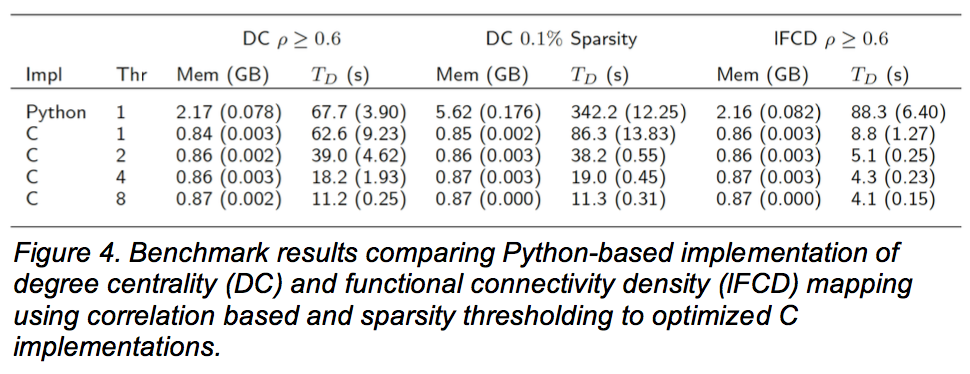 DC ρ ≥ 0.6 DC 0.1% Sparsity lFCD ρ ≥ 0.6
Impl Thr Mem (GB) T_D (s) Mem (GB) T_D (s) Mem (GB) T_D (s)
Python 1 2.17 (0.078) 67.7 (3.90) 5.62 (0.176) 342.2 (12.25) 2.16 (0.082) 88.3 (6.40)
C 1 0.84 (0.003) 62.6 (9.23) 0.85 (0.002) 86.3 (13.83) 0.86 (0.003) 8.8 (1.27)
C 2 0.86 (0.002) 39.0 (4.62) 0.86 (0.003) 38.2 (0.55) 0.86 (0.003) 5.1 (0.25)
C 4 0.86 (0.003) 18.2 (1.93) 0.87 (0.003) 19.0 (0.45) 0.87 (0.003) 4.3 (0.23)
C 8 0.87 (0.002) 11.2 (0.25) 0.87 (0.000) 11.3 (0.31) 0.87 (0.000) 4.1 (0.15)
Figure 4. Benchmark results comparing Python-based implementation of
degree centrality (DC) and functional connectivity density (lFCD) mapping
using correlation based and sparsity thresholding to optimized C
implementations.